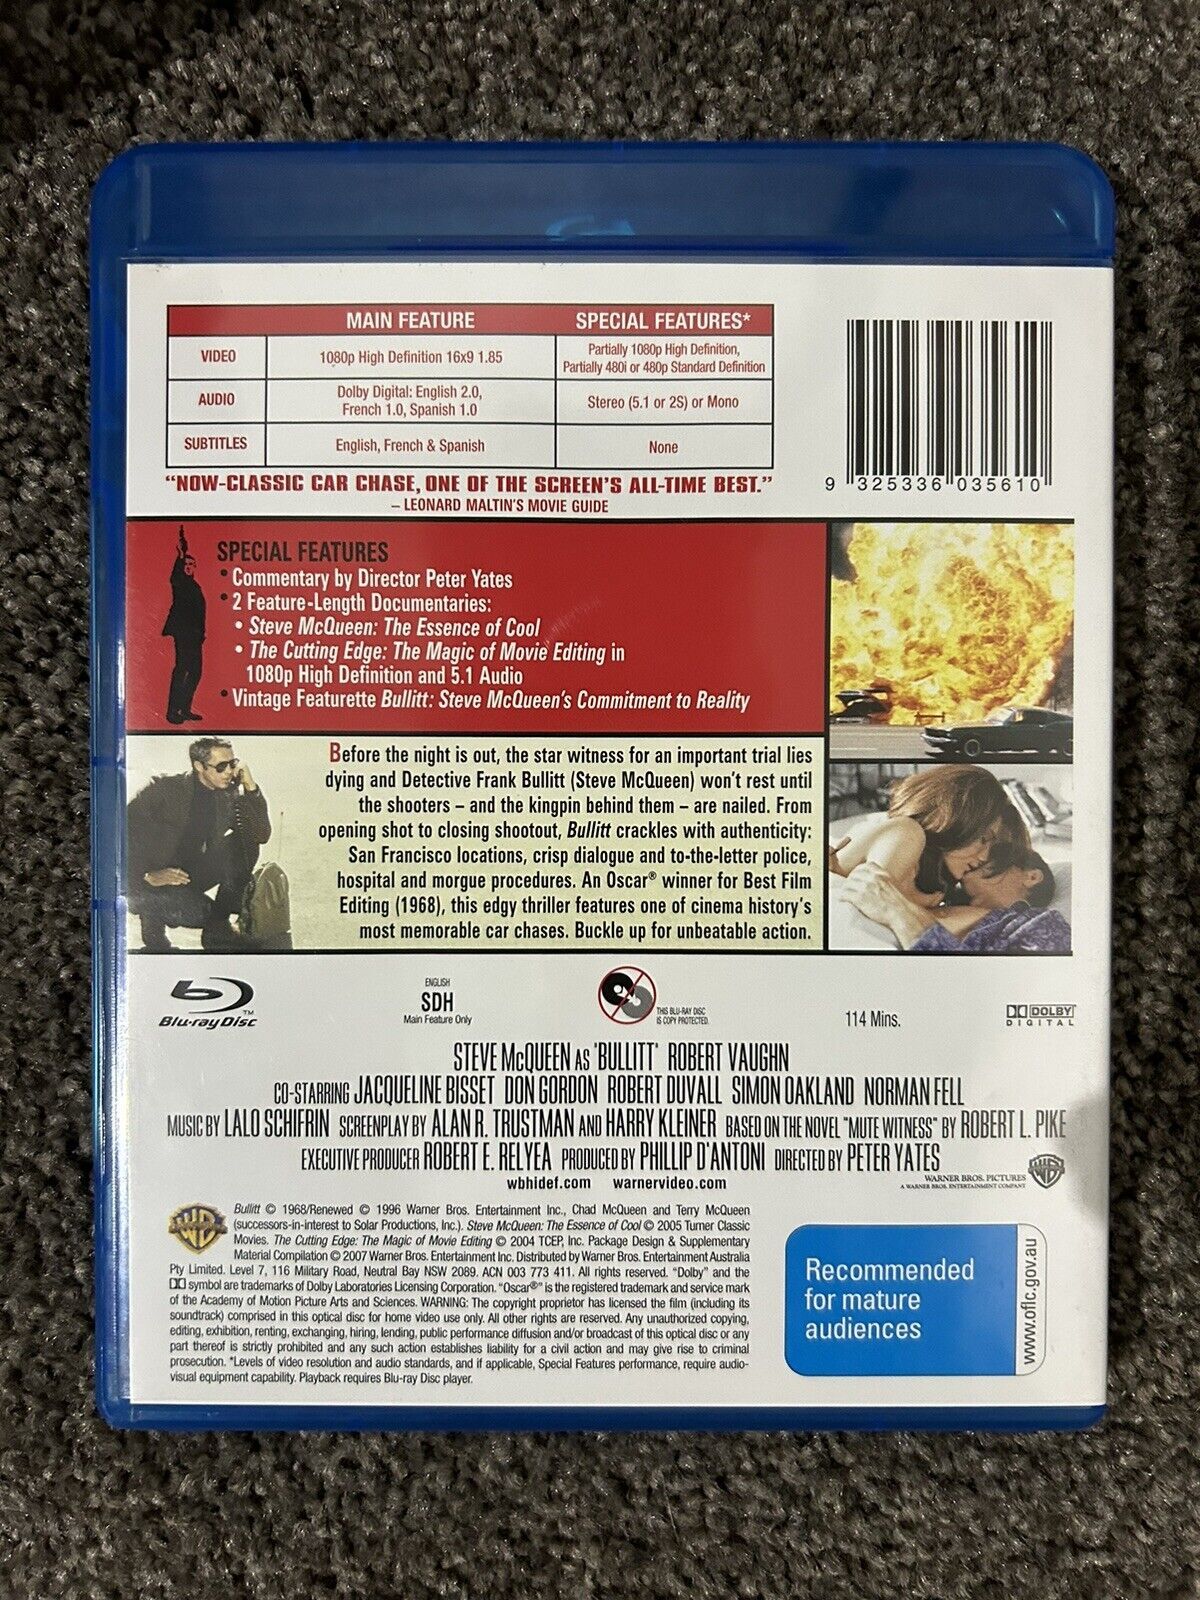 MAIN FEATURE SPECIAL FEATURES*
VIDEO 1080p High Definition 16x9 1.85 Partially 1080p High Definition,
Partially 480i or 480p Standard Definition
AUDIO Dolby Digital: English 2.0,
French 1.0, Spanish 1.0 Stereo (5.1 or 2S) or Mono
SUBTITLES English, French & Spanish None
9 325336 035610
"NOW-CLASSIC CAR CHASE, ONE OF THE SCREEN'S ALL-TIME BEST."
– LEONARD MALTIN'S MOVIE GUIDE
SPECIAL FEATURES
• Commentary by Director Peter Yates
• 2 Feature-Length Documentaries:
• Steve McQueen: The Essence of Cool
• The Cutting Edge: The Magic of Movie Editing in
1080p High Definition and 5.1 Audio
• Vintage Featurette Bullitt: Steve McQueen's Commitment to Reality
Before the night is out, the star witness for an important trial lies
dying and Detective Frank Bullitt (Steve McQueen) won't rest until
the shooters – and the kingpin behind them – are nailed. From
opening shot to closing shootout, Bullitt crackles with authenticity:
San Francisco locations, crisp dialogue and to-the-letter police,
hospital and morgue procedures. An Oscar® winner for Best Film
Editing (1968), this edgy thriller features one of cinema history's
most memorable car chases. Buckle up for unbeatable action.
Blu-ray Disc™
ENGLISH
SDH
Main Feature Only
THIS BLU-RAY DISC
IS COPY PROTECTED.
114 Mins.
DOLBY
DIGITAL
STEVE McQUEEN AS 'BULLITT' ROBERT VAUGHN
CO-STARRING JACQUELINE BISSET DON GORDON ROBERT DUVALL SIMON OAKLAND NORMAN FELL
MUSIC BY LALO SCHIFRIN SCREENPLAY BY ALAN R. TRUSTMAN AND HARRY KLEINER BASED ON THE NOVEL "MUTE WITNESS" BY ROBERT L. PIKE
EXECUTIVE PRODUCER ROBERT E. RELYEA PRODUCED BY PHILLIP D'ANTONI DIRECTED BY PETER YATES
wbhidef.com warnervideo.com
WARNER BROS. PICTURES
A WARNER BROS. ENTERTAINMENT COMPANY
Bullitt © 1968/Renewed © 1996 Warner Bros. Entertainment Inc., Chad McQueen and Terry McQueen
(successors-in-interest to Solar Productions, Inc.). Steve McQueen: The Essence of Cool © 2005 Turner Classic
Movies. The Cutting Edge: The Magic of Movie Editing © 2004 TCEP, Inc. Package Design & Supplementary
Material Compilation © 2007 Warner Bros. Entertainment Inc. Distributed by Warner Bros. Entertainment Australia
Pty Limited. Level 7, 116 Military Road, Neutral Bay NSW 2089. ACN 003 773 411. All rights reserved. "Dolby" and the
symbol are trademarks of Dolby Laboratories Licensing Corporation. "Oscar®" is the registered trademark and service mark
of the Academy of Motion Picture Arts and Sciences. WARNING: The copyright proprietor has licensed the film (including its
soundtrack) comprised in this optical disc for home video use only. All other rights are reserved. Any unauthorized copying,
editing, exhibition, renting, exchanging, hiring, lending, public performance diffusion and/or broadcast of this optical disc or any
part thereof is strictly prohibited and any such action establishes liability for a civil action and may give rise to criminal
prosecution. *Levels of video resolution and audio standards, and if applicable, Special Features performance, require audio-
visual equipment capability. Playback requires Blu-ray Disc player.
Recommended
for mature
audiences
www.oflc.gov.au